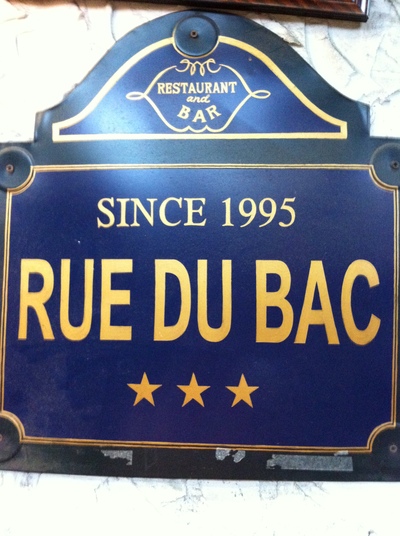 RESTAURANT
and
BAR
SINCE 1995
RUE DU BAC